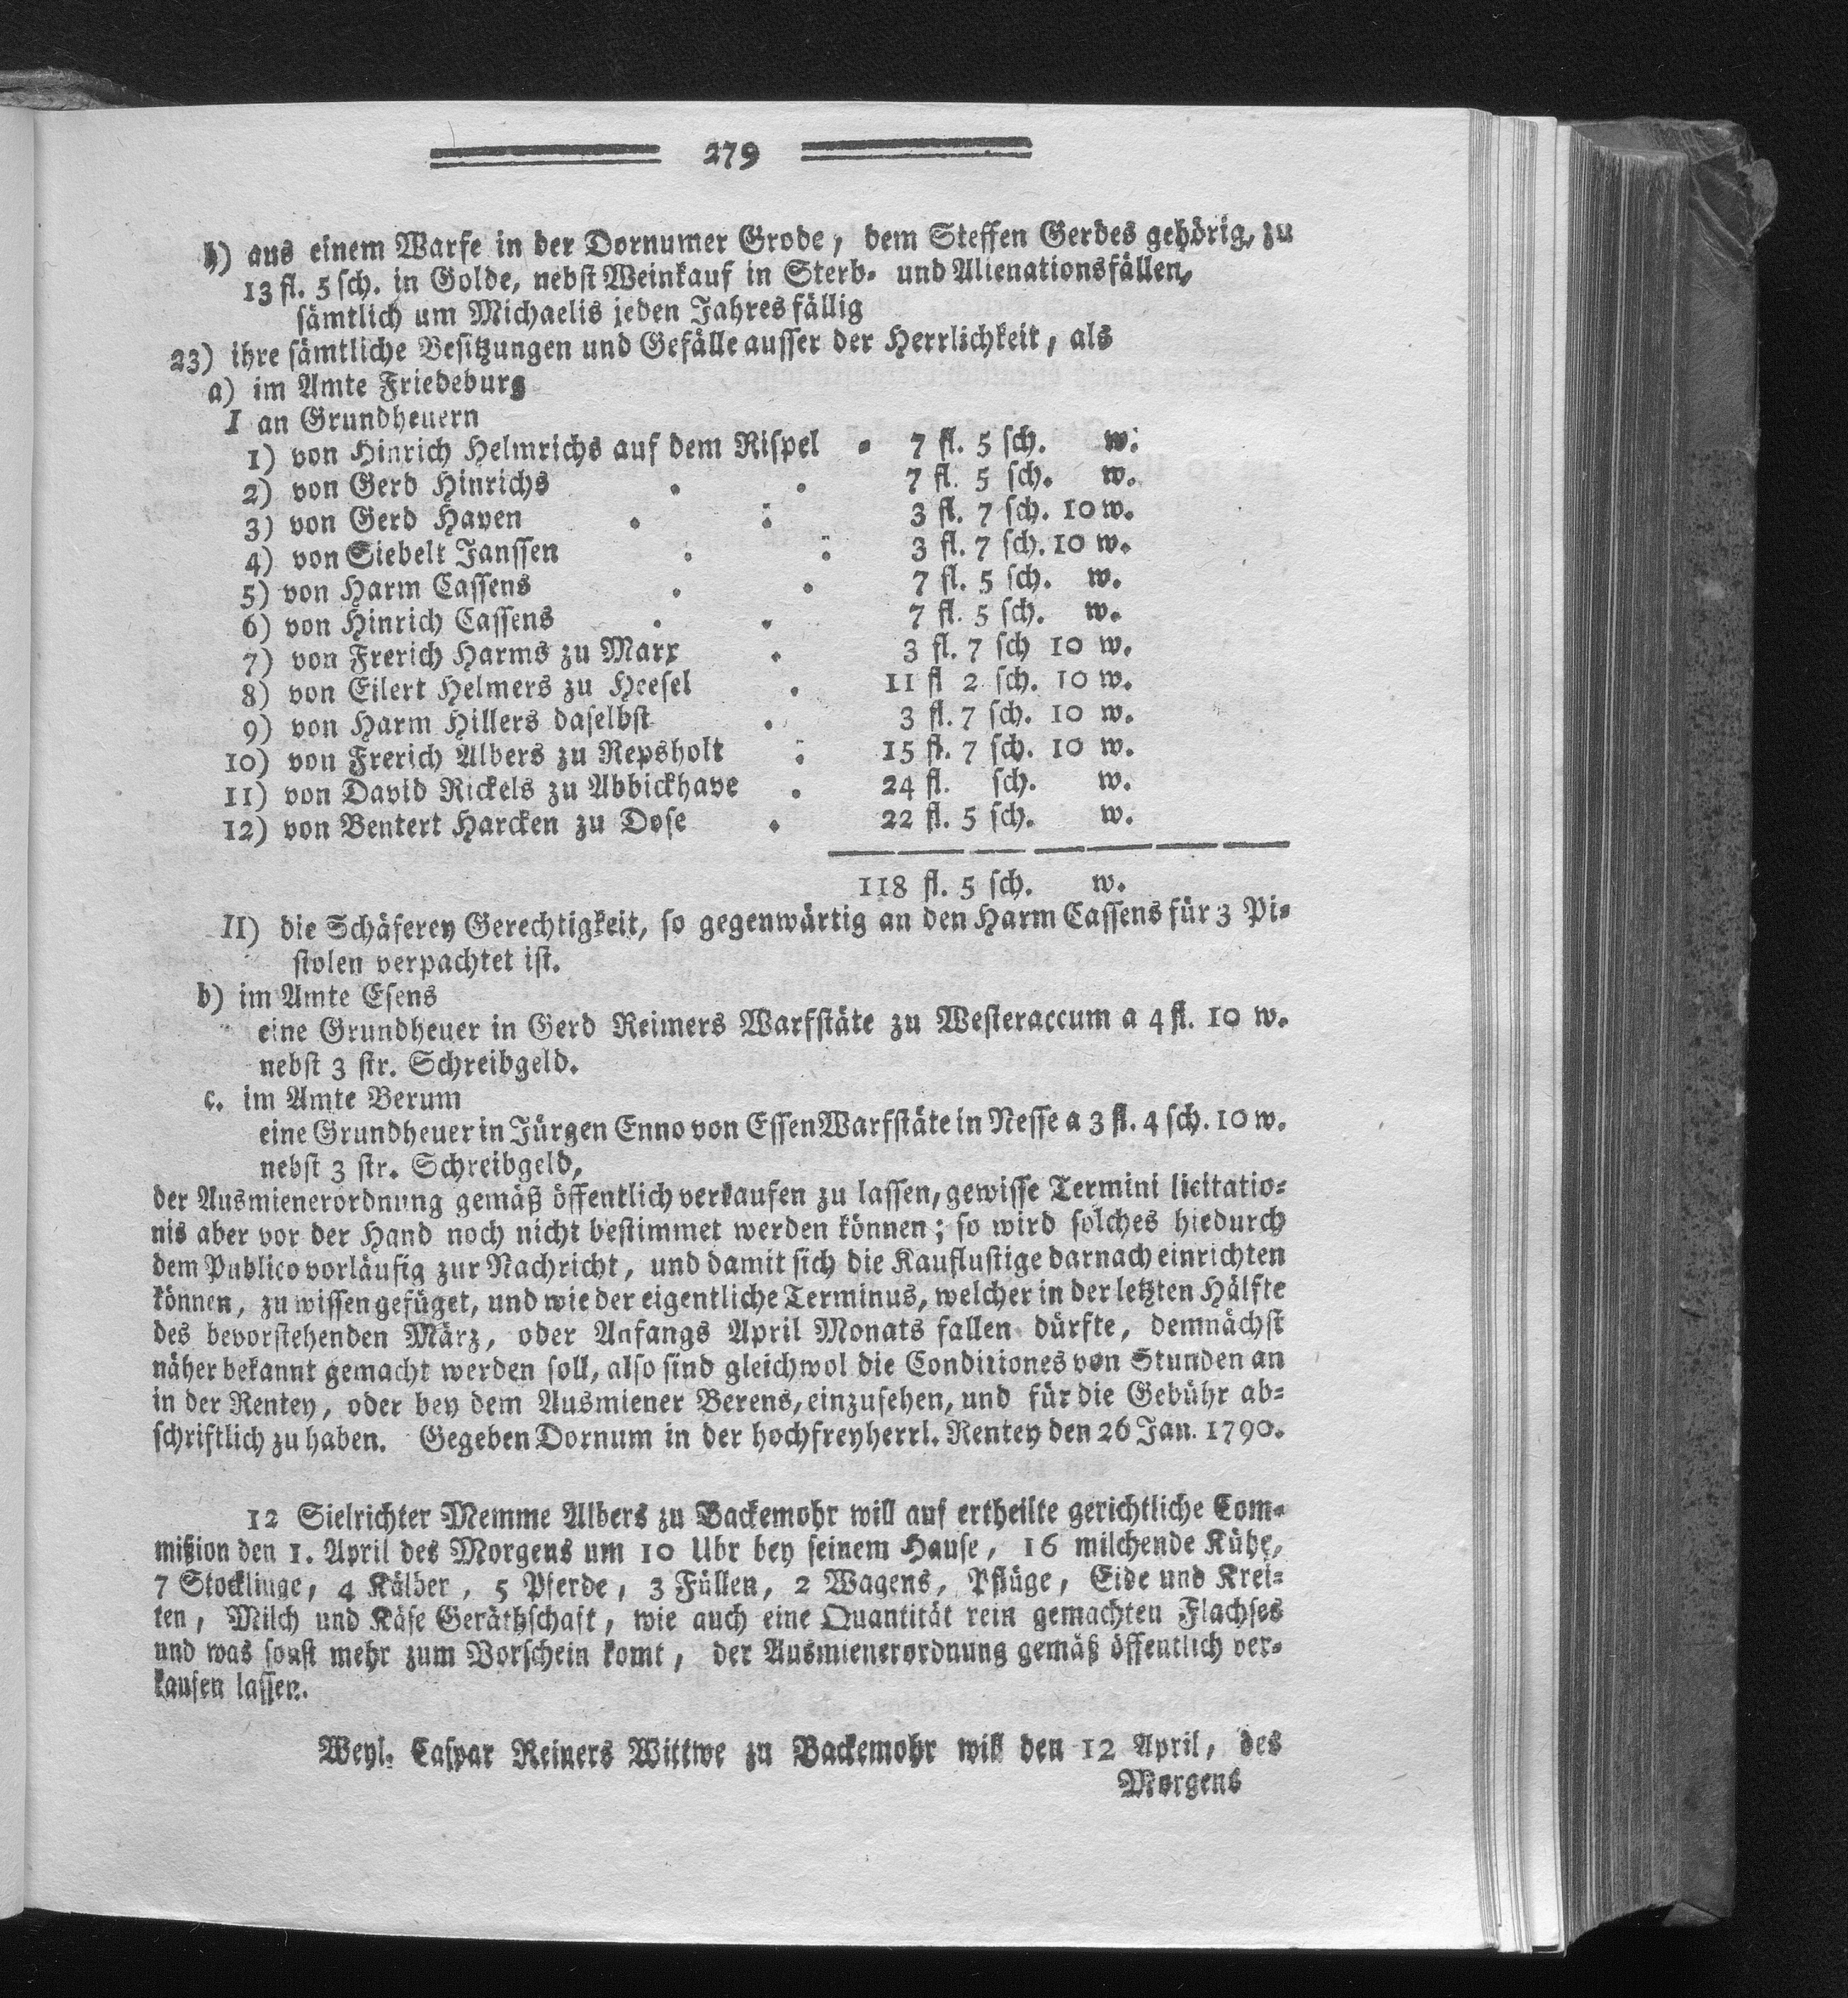 279
h) aus einem Warfe in der Dornumer Grode, dem Steffen Gerdes gehörig, zu
13 fl. 5 sch. in Golde, nebst Weinkauf in Sterb- und Alienationsfällen,
sämtlich um Michaelis jeden Jahres fällig
23) ihre sämtliche Besitzungen und Gefälle ausser der Herrlichkeit, als
a) im Amte Friedeburg
I an Grundheuern
1) von Hinrich Helmrichs auf dem Rispel 7 fl. 5 sch. w.
2) von Gerd Hinrichs 7 fl. 5 sch. w.
3) von Gerd Haven 3 fl. 7 sch. 10 w.
4) von Siebelt Janssen 3 fl. 7 sch. 10 w.
5) von Harm Cassens 7 fl. 5 sch. w.
6) von Hinrich Cassens 7 fl. 5 sch. w.
7) von Frerich Harms zu Marx 3 fl. 7 sch 10 w.
8) von Eilert Helmers zu Heesel 11 fl 2 sch. 10 w.
9) von Harm Hillers daselbst 3 fl. 7 sch. 10 w.
10) von Frerich Albers zu Repsholt 15 fl. 7 sch. 10 w.
11) von David Rickels zu Abbickhave 24 fl. sch. w.
12) von Bentert Harcken zu Dose 22 fl. 5 sch. w.
118 fl. 5 sch. w.
II) die Schäferey Gerechtigkeit, so gegenwärtig an den Harm Cassens für 3 Pi-
stolen verpachtet ist.
b) im Amte Esens
eine Grundheuer in Gerd Reimers Warfstäte zu Westeraccum a 4 fl. 10 w.
nebst 3 str. Schreibgeld.
c. im Amte Berum
eine Grundheuer in Jürgen Enno von Essen Warfstäte in Nesse a 3 fl. 4 sch. 10 w.
nebst 3 str. Schreibgeld,
der Ausmienerordnung gemäß öffentlich verkaufen zu lassen, gewisse Termini licitatio-
nis aber vor der Hand noch nicht bestimmet werden können; so wird solches hiedurch
dem Publico vorläufig zur Nachricht, und damit sich die Kauflustige darnach einrichten
können, zu wissen gefüget, und wie der eigentliche Terminus, welcher in der letzten Hälfte
des bevorstehenden März, oder Anfangs April Monats fallen dürfte, demnächst
näher bekannt gemacht werden soll, also sind gleichwol die Conditiones von Stunden an
in der Rentey, oder bey dem Ausmiener Berens, einzusehen, und für die Gebühr ab-
schriftlich zu haben. Gegeben Dornum in der hochfreyherrl. Rentey den 26 Jan. 1790.
12 Sielrichter Memme Albers zu Backemohr will auf ertheilte gerichtliche Com-
mißion den 1. April des Morgens um 10 Uhr bey seinem Hause, 16 milchende Kühe,
7 Stocklinge, 4 Kälber, 5 Pferde, 3 Füllen, 2 Wagens, Pflüge, Eide und Krei-
ten, Milch und Käse Geräthschaft, wie auch eine Quantität rein gemachten Flachses
und was sonst mehr zum Vorschein komt, der Ausmienerordnung gemäß öffentlich ver-
kaufen lassen.
Weyl. Caspar Reiners Wittwe zu Backemohr will den 12 April, des
Morgens